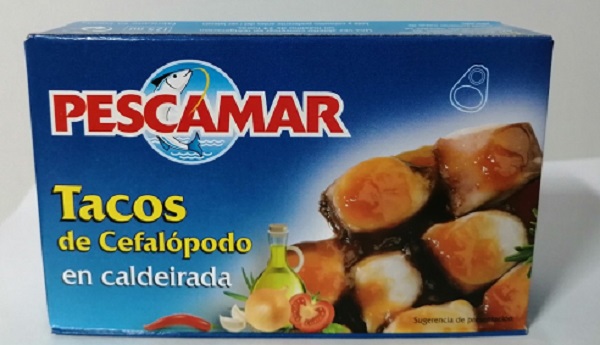 PESCAMAR
Tacos
de Cefalópodo
en caldeirada
Sugerencia de presentación